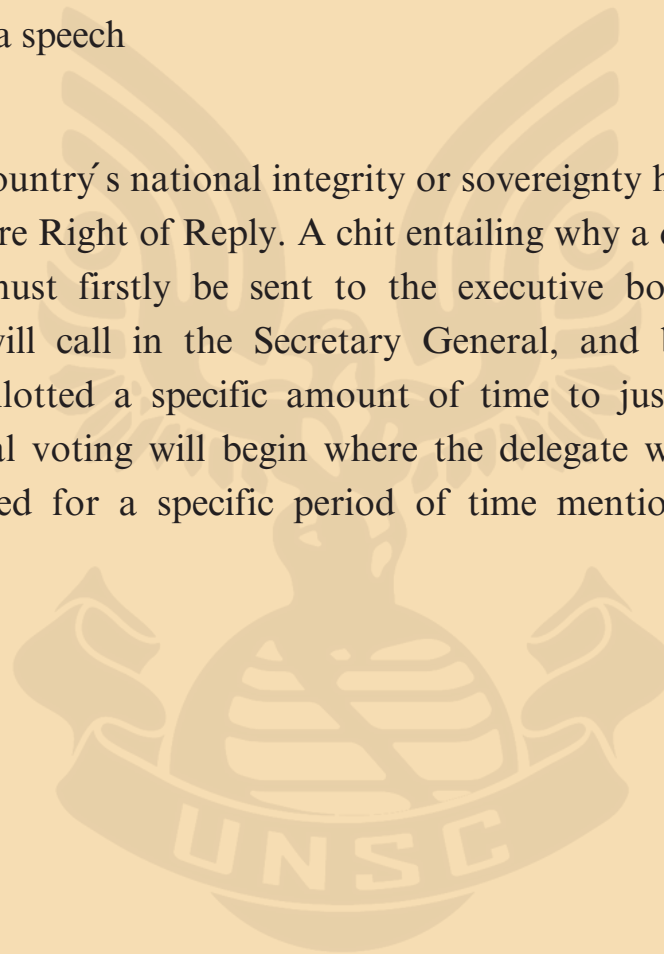 a speech
ountry´s national integrity or sovereignty h
re Right of Reply. A chit entailing why a
must firstly be sent to the executive bo
will call in the Secretary General, and
llotted a specific amount of time to jus
al voting will begin where the delegate w
ed for a specific period of time mentio
UNSC